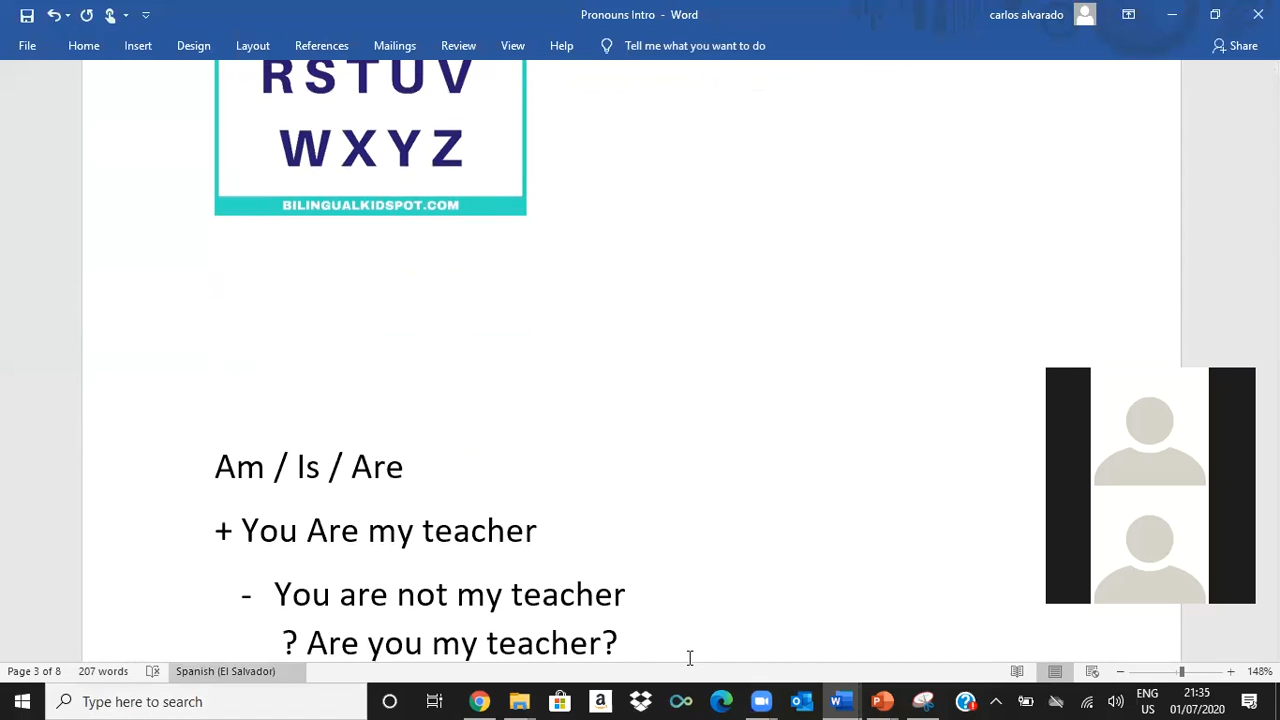 Pronouns Intro - Word
carlos alvarado
File Home Insert Design Layout References Mailings Review View Help Tell me what you want to do Share
R S T U V
W X Y Z
BILINGUALKIDSPOT.COM
Am / Is / Are
+ You Are my teacher
- You are not my teacher
? Are you my teacher?
Page 3 of 8 207 words Spanish (El Salvador) 148%
Type here to search
ENG
US
21:35
01/07/2020